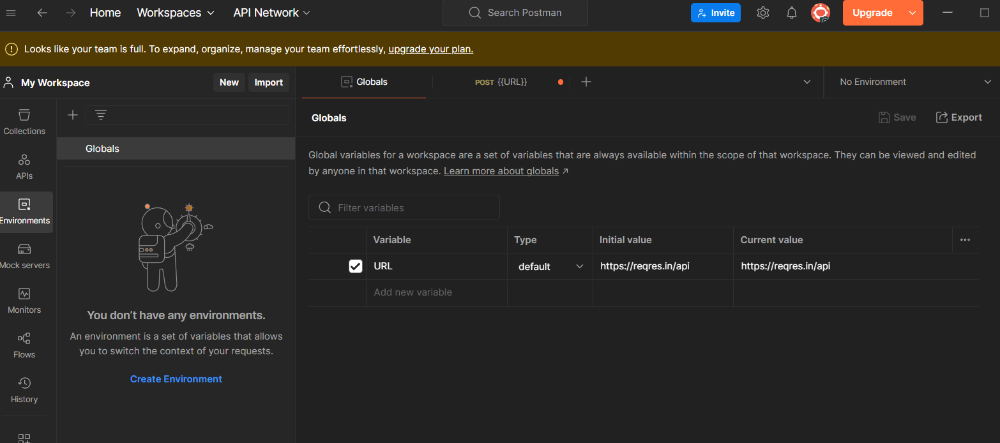 Home Workspaces API Network Search Postman Invite Upgrade
Looks like your team is full. To expand, organize, manage your team effortlessly, upgrade your plan.
My Workspace New Import Globals POST {{URL}} No Environment
Collections
APIs
Environments
Mock servers
Monitors
Flows
History
Globals
You don't have any environments.
An environment is a set of variables that allows
you to switch the context of your requests.
Create Environment
Globals Save Export
Global variables for a workspace are a set of variables that are always available within the scope of that workspace. They can be viewed and edited
by anyone in that workspace. Learn more about globals ↗
Filter variables
Variable Type Initial value Current value
URL default https://reqres.in/api https://reqres.in/api
Add new variable